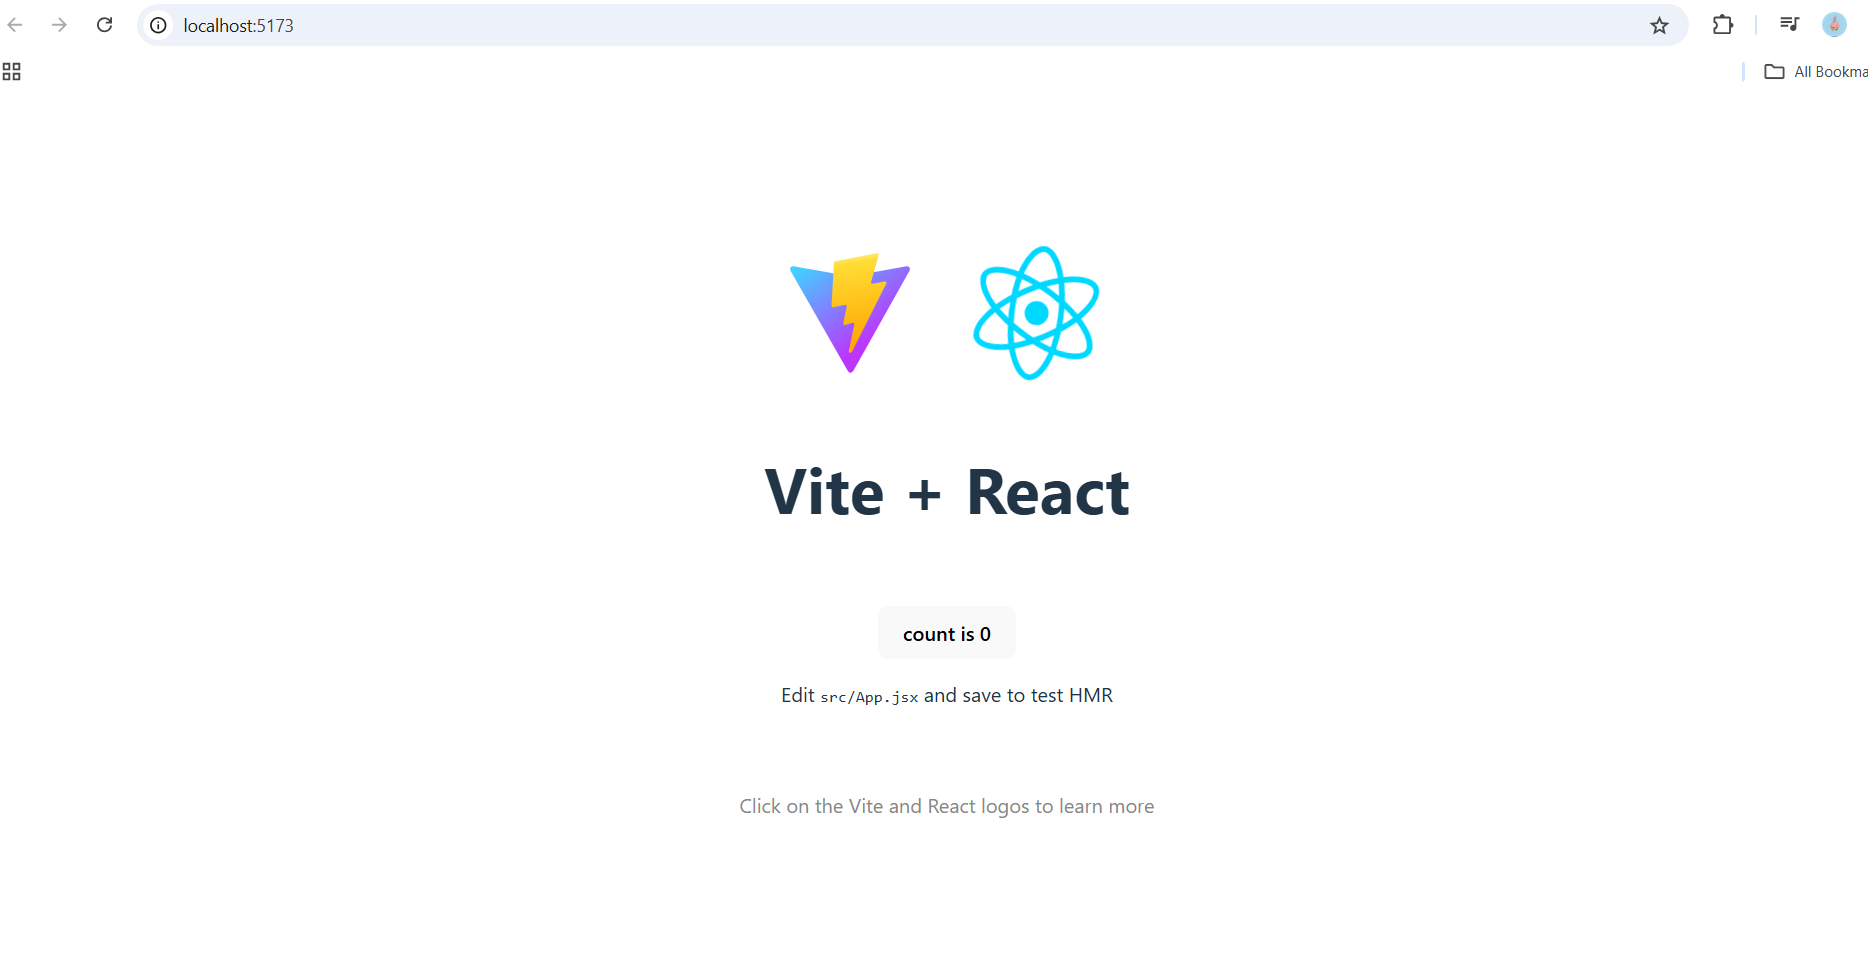 localhost:5173
All Bookma
Vite + React
count is 0
Edit src/App.jsx and save to test HMR
Click on the Vite and React logos to learn more